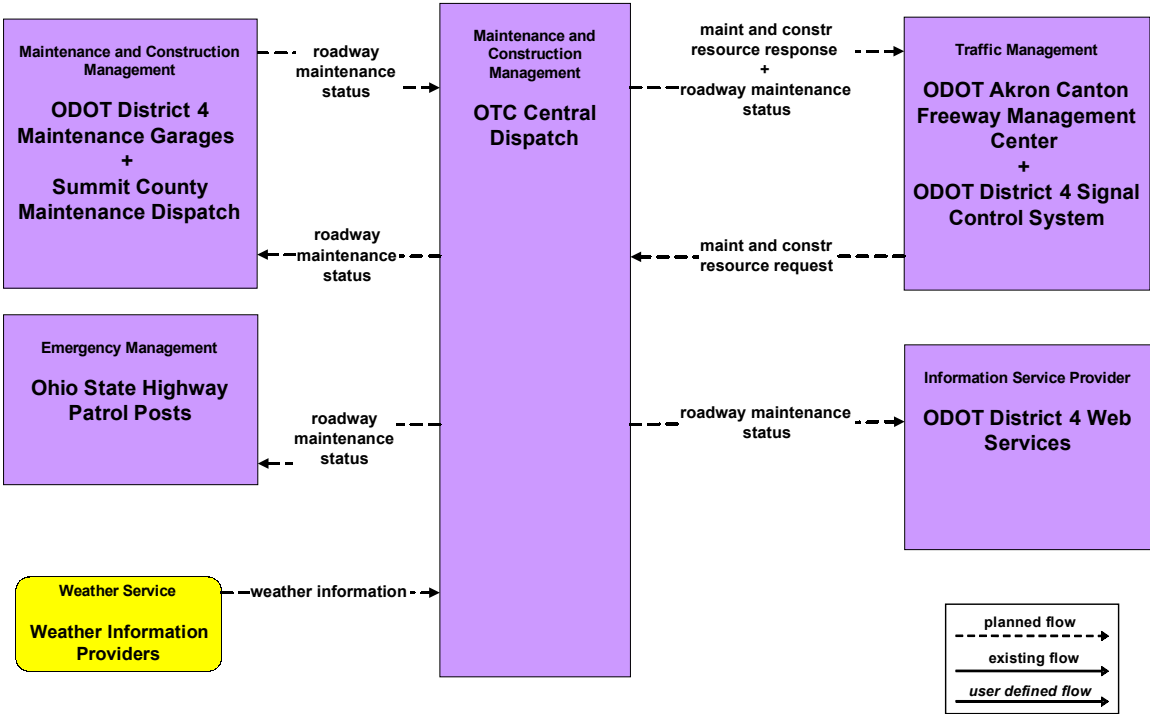 Maintenance and Construction
Management
ODOT District 4
Maintenance Garages
+
Summit County
Maintenance Dispatch
roadway
maintenance
status
roadway
maintenance
status
Maintenance and
Construction
Management
OTC Central
Dispatch
maint and constr
resource response
+
roadway maintenance
status
maint and constr
resource request
Traffic Management
ODOT Akron Canton
Freeway Management
Center
+
ODOT District 4 Signal
Control System
Emergency Management
Ohio State Highway
Patrol Posts
roadway
maintenance
status
roadway maintenance
status
Information Service Provider
ODOT District 4 Web
Services
Weather Service
Weather Information
Providers
weather information
planned flow
existing flow
user defined flow